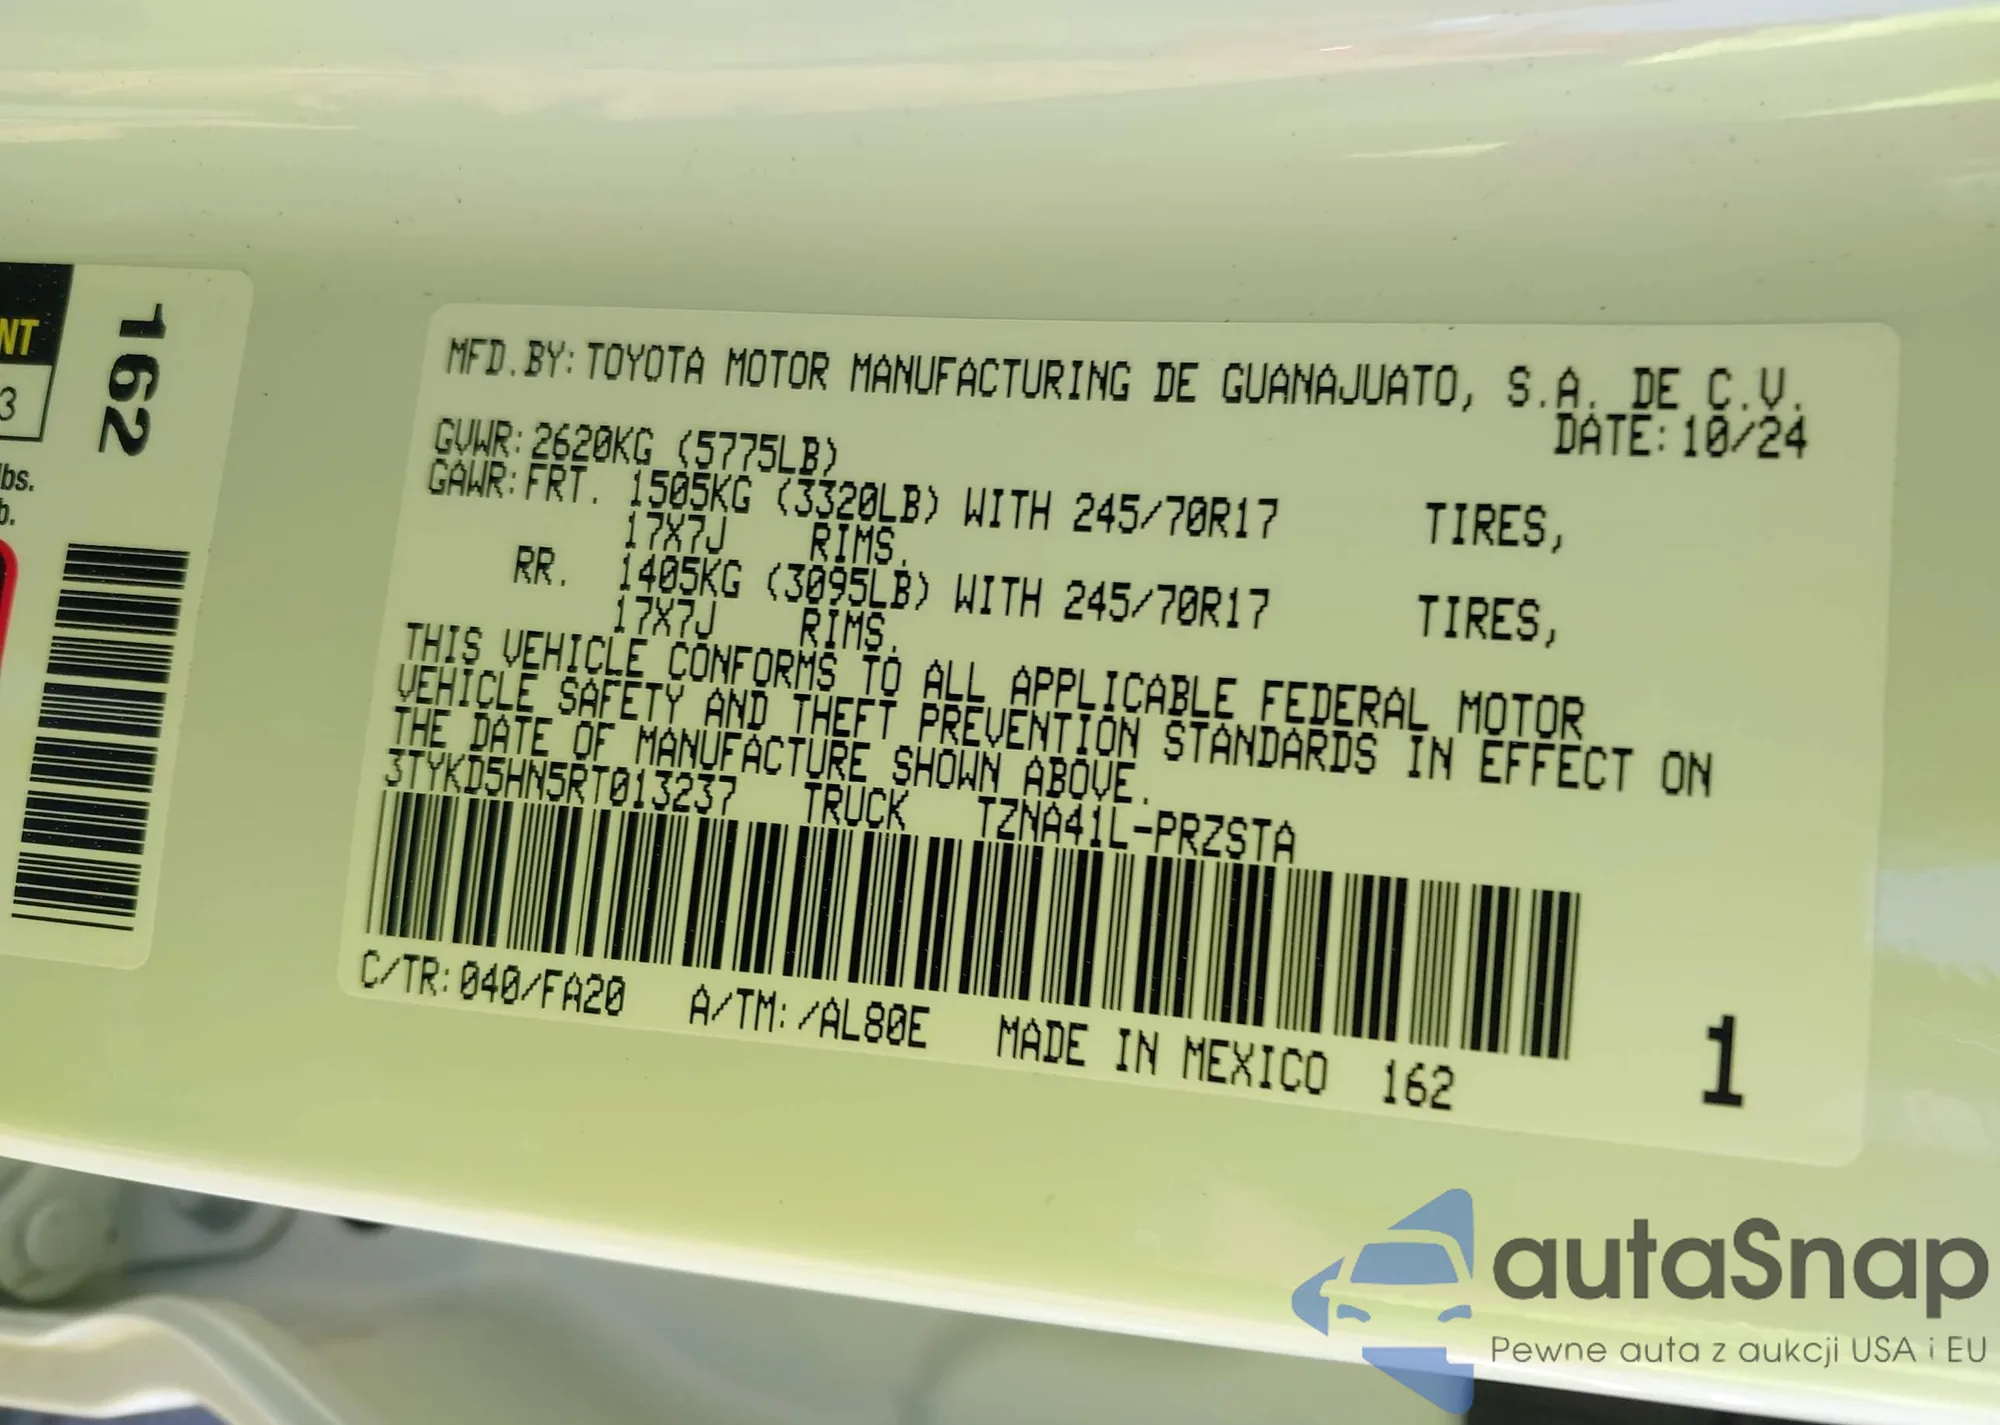 NT
3
lbs.
b.
162
MFD.BY:TOYOTA MOTOR MANUFACTURING DE GUANAJUATO, S.A. DE C.V.
DATE:10/24
GVWR:2620KG (5775LB)
GAWR:FRT. 1505KG (3320LB) WITH 245/70R17 TIRES,
17X7J RIMS.
RR. 1405KG (3095LB) WITH 245/70R17 TIRES,
17X7J RIMS.
THIS VEHICLE CONFORMS TO ALL APPLICABLE FEDERAL MOTOR
VEHICLE SAFETY AND THEFT PREVENTION STANDARDS IN EFFECT ON
THE DATE OF MANUFACTURE SHOWN ABOVE.
3TYKD5HN5RT013237 TRUCK TZNA41L-PRZSTA
C/TR:040/FA20 A/TM:/AL80E MADE IN MEXICO 162
1
autaSnap
Pewne auta z aukcji USA i EU